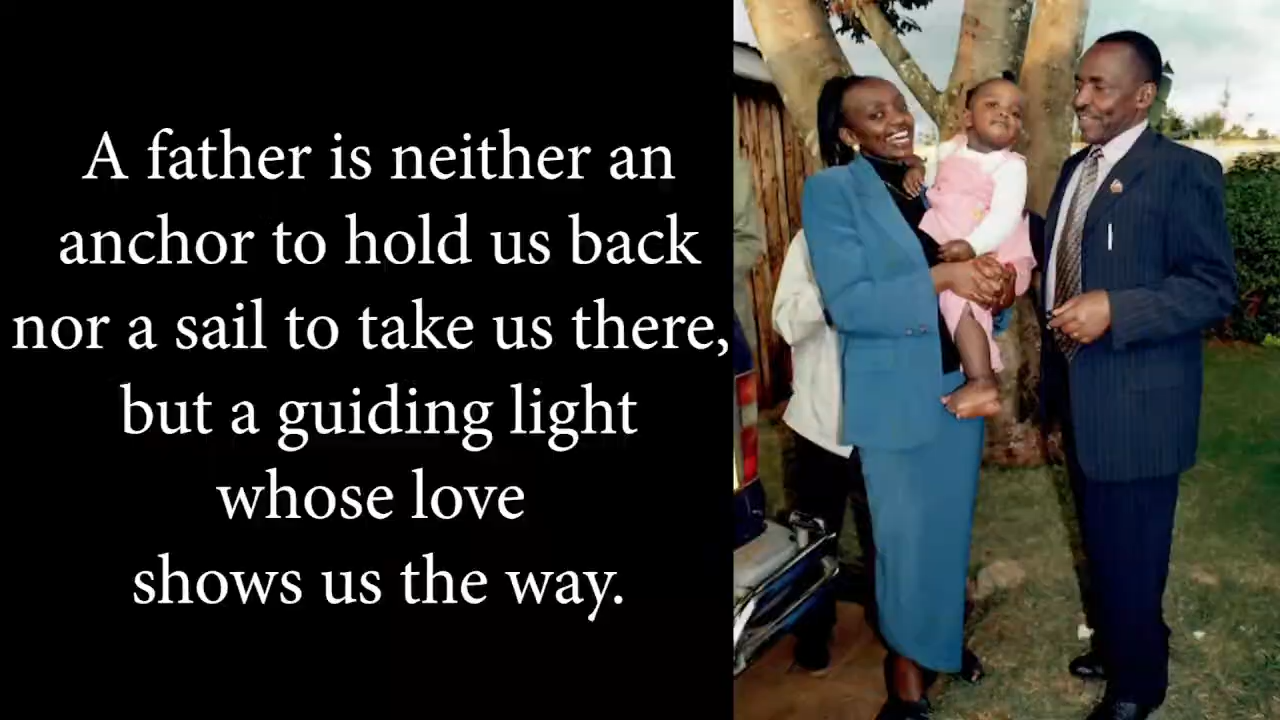 A father is neither an
anchor to hold us back
nor a sail to take us there,
but a guiding light
whose love
shows us the way.